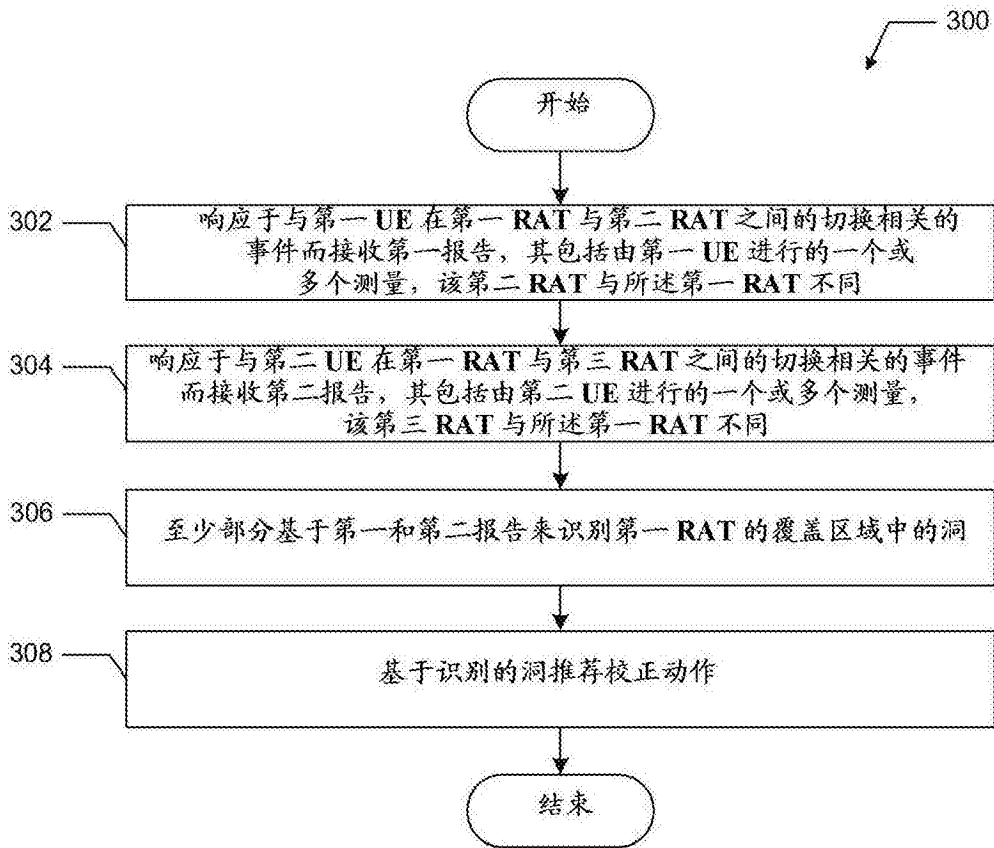 300
开始
302
响应于与第一 UE 在第一 RAT 与第二 RAT 之间的切换相关的
事件而接收第一报告，其包括由第一 UE 进行的一个或
多个测量，该第二 RAT 与所述第一 RAT 不同
304
响应于与第二 UE 在第一 RAT 与第三 RAT 之间的切换相关的事件
而接收第二报告，其包括由第二 UE 进行的一个或多个测量，
该第三 RAT 与所述第一 RAT 不同
306
至少部分基于第一和第二报告来识别第一 RAT 的覆盖区域中的洞
308
基于识别的洞推荐校正动作
结束